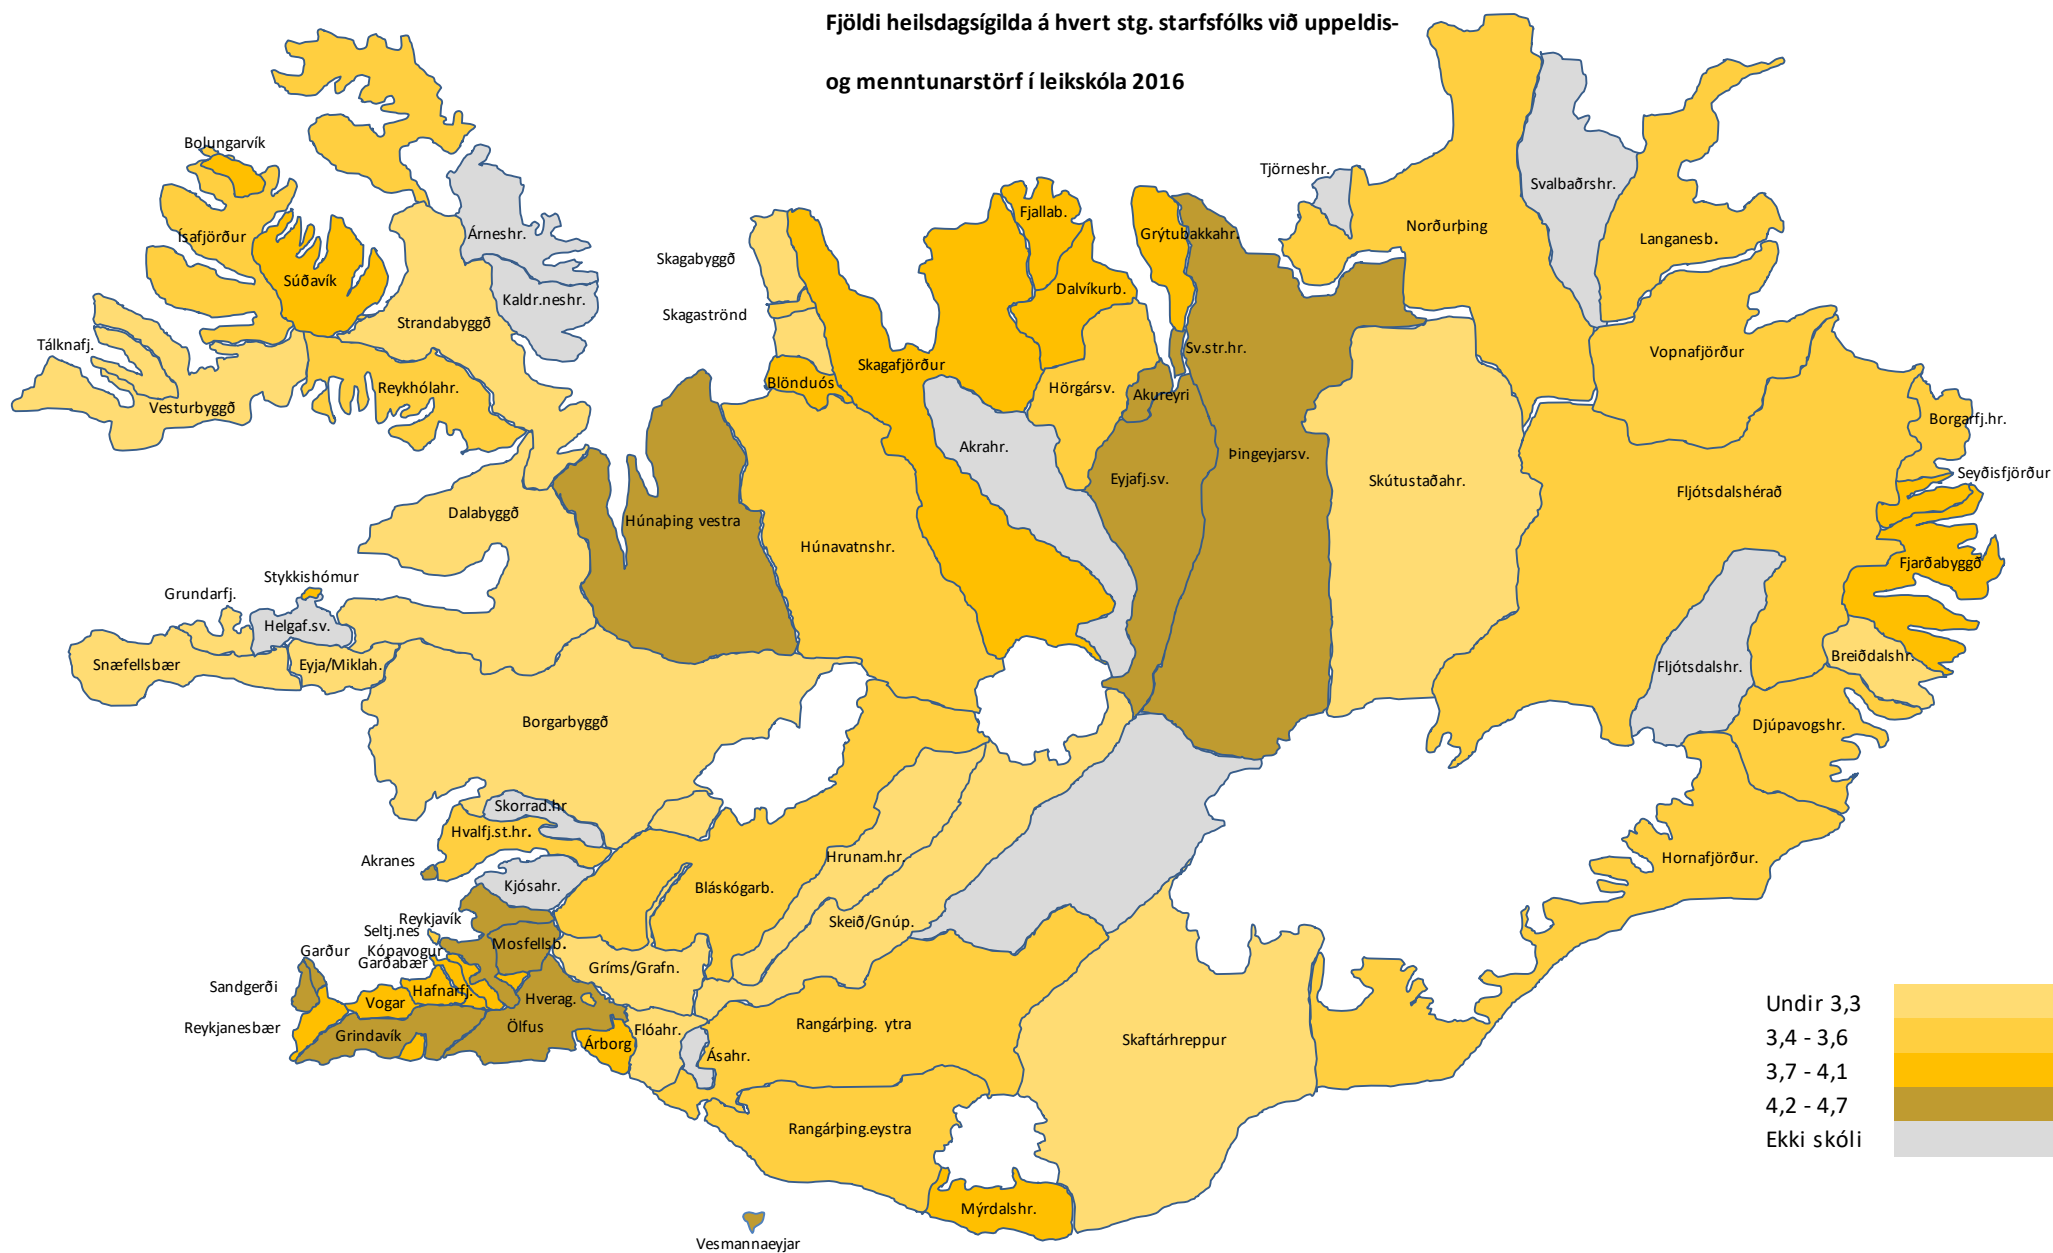 Fjöldi heilsdagsígilda á hvert stg. starfsfólks við uppeldis-
og menntunarstörf í leikskóla 2016
Bolungarvík
Ísafjörður
Súðavík
Tálknafj.
Vesturbyggð
Reykhólahr.
Strandabyggð
Árneshr.
Kaldr.neshr.
Skagabyggð
Skagaströnd
Blönduós
Skagafjörður
Fjallab.
Dalvíkurb.
Grýtubakkahr.
Sv.str.hr.
Hörgársv.
Akureyri
Akrahr.
Eyjafj.sv.
Þingeyjarsv.
Tjörneshr.
Norðurþing
Svalbaðrshr.
Langanesb.
Vopnafjörður
Skútustaðahr.
Fljótsdalshérað
Borgarfj.hr.
Seyðisfjörður
Fjarðabyggð
Breiðdalshr.
Fljótsdalshr.
Djúpavogshr.
Hornafjörður.
Dalabyggð
Húnaþing vestra
Húnavatnshr.
Stykkishómur
Grundarfj.
Helgaf.sv.
Snæfellsbær
Eyja/Miklah.
Borgarbyggð
Skorrad.hr
Hvalfj.st.hr.
Akranes
Kjósahr.
Reykjavík
Seltj.nes
Mosfellsb.
Kópavogur
Garðabær
Garður
Sandgerði
Hafnarfj.
Vogar
Reykjanesbær
Grindavík
Hverag.
Ölfus
Árborg
Flóahr.
Ásahr.
Gríms/Grafn.
Bláskógarb.
Hrunam.hr
Skeið/Gnúp.
Rangárþing. ytra
Rangárþing.eystra
Skaftárhreppur
Mýrdalshr.
Vesmannaeyjar
Undir 3,3
3,4 - 3,6
3,7 - 4,1
4,2 - 4,7
Ekki skóli